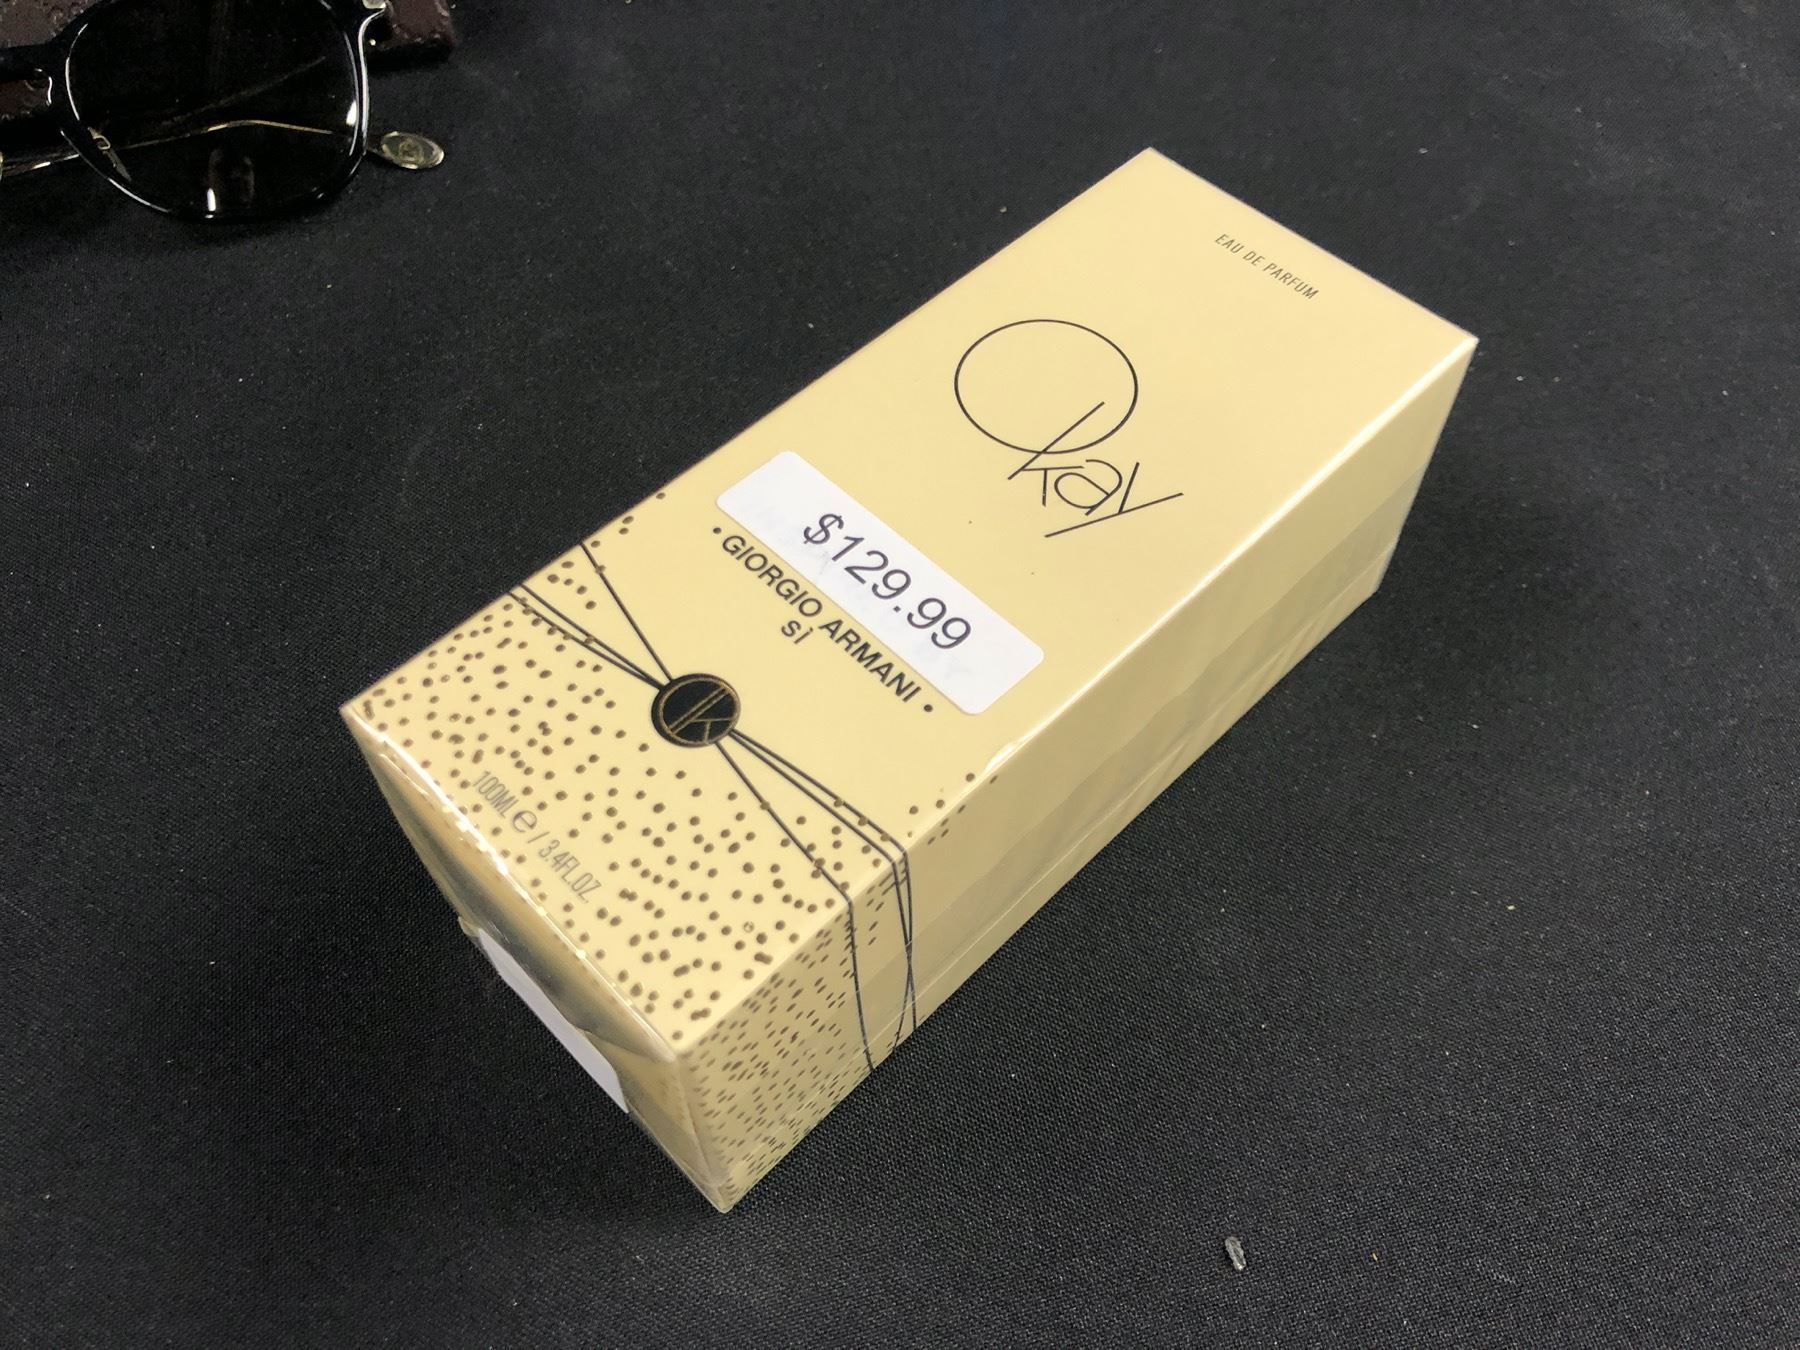 EAU DE PARFUM
Okay
$129.99
• GIORGIO ARMANI •
sì
k
100ML e / 3.4FL.OZ